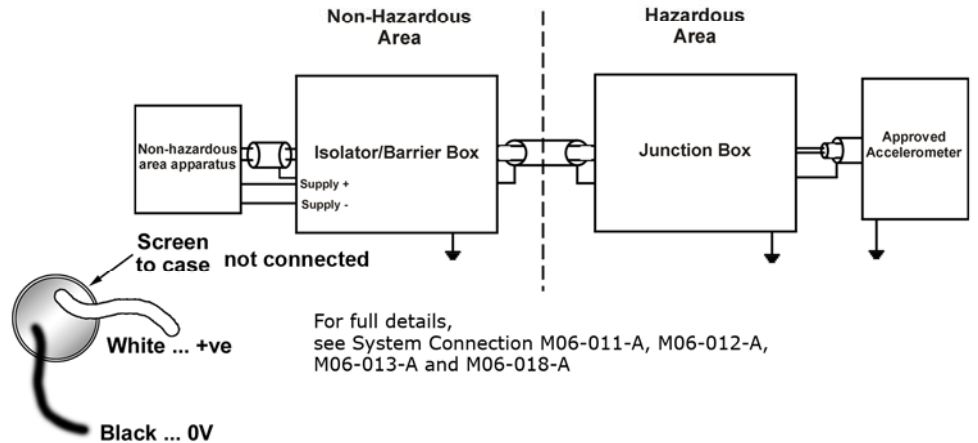 Non-Hazardous
Area
Hazardous
Area
Non-hazardous
area apparatus
Isolator/Barrier Box
Supply +
Supply -
Junction Box
Approved
Accelerometer
Screen
to case not connected
White ... +ve
Black ... 0V
For full details,
see System Connection M06-011-A, M06-012-A,
M06-013-A and M06-018-A